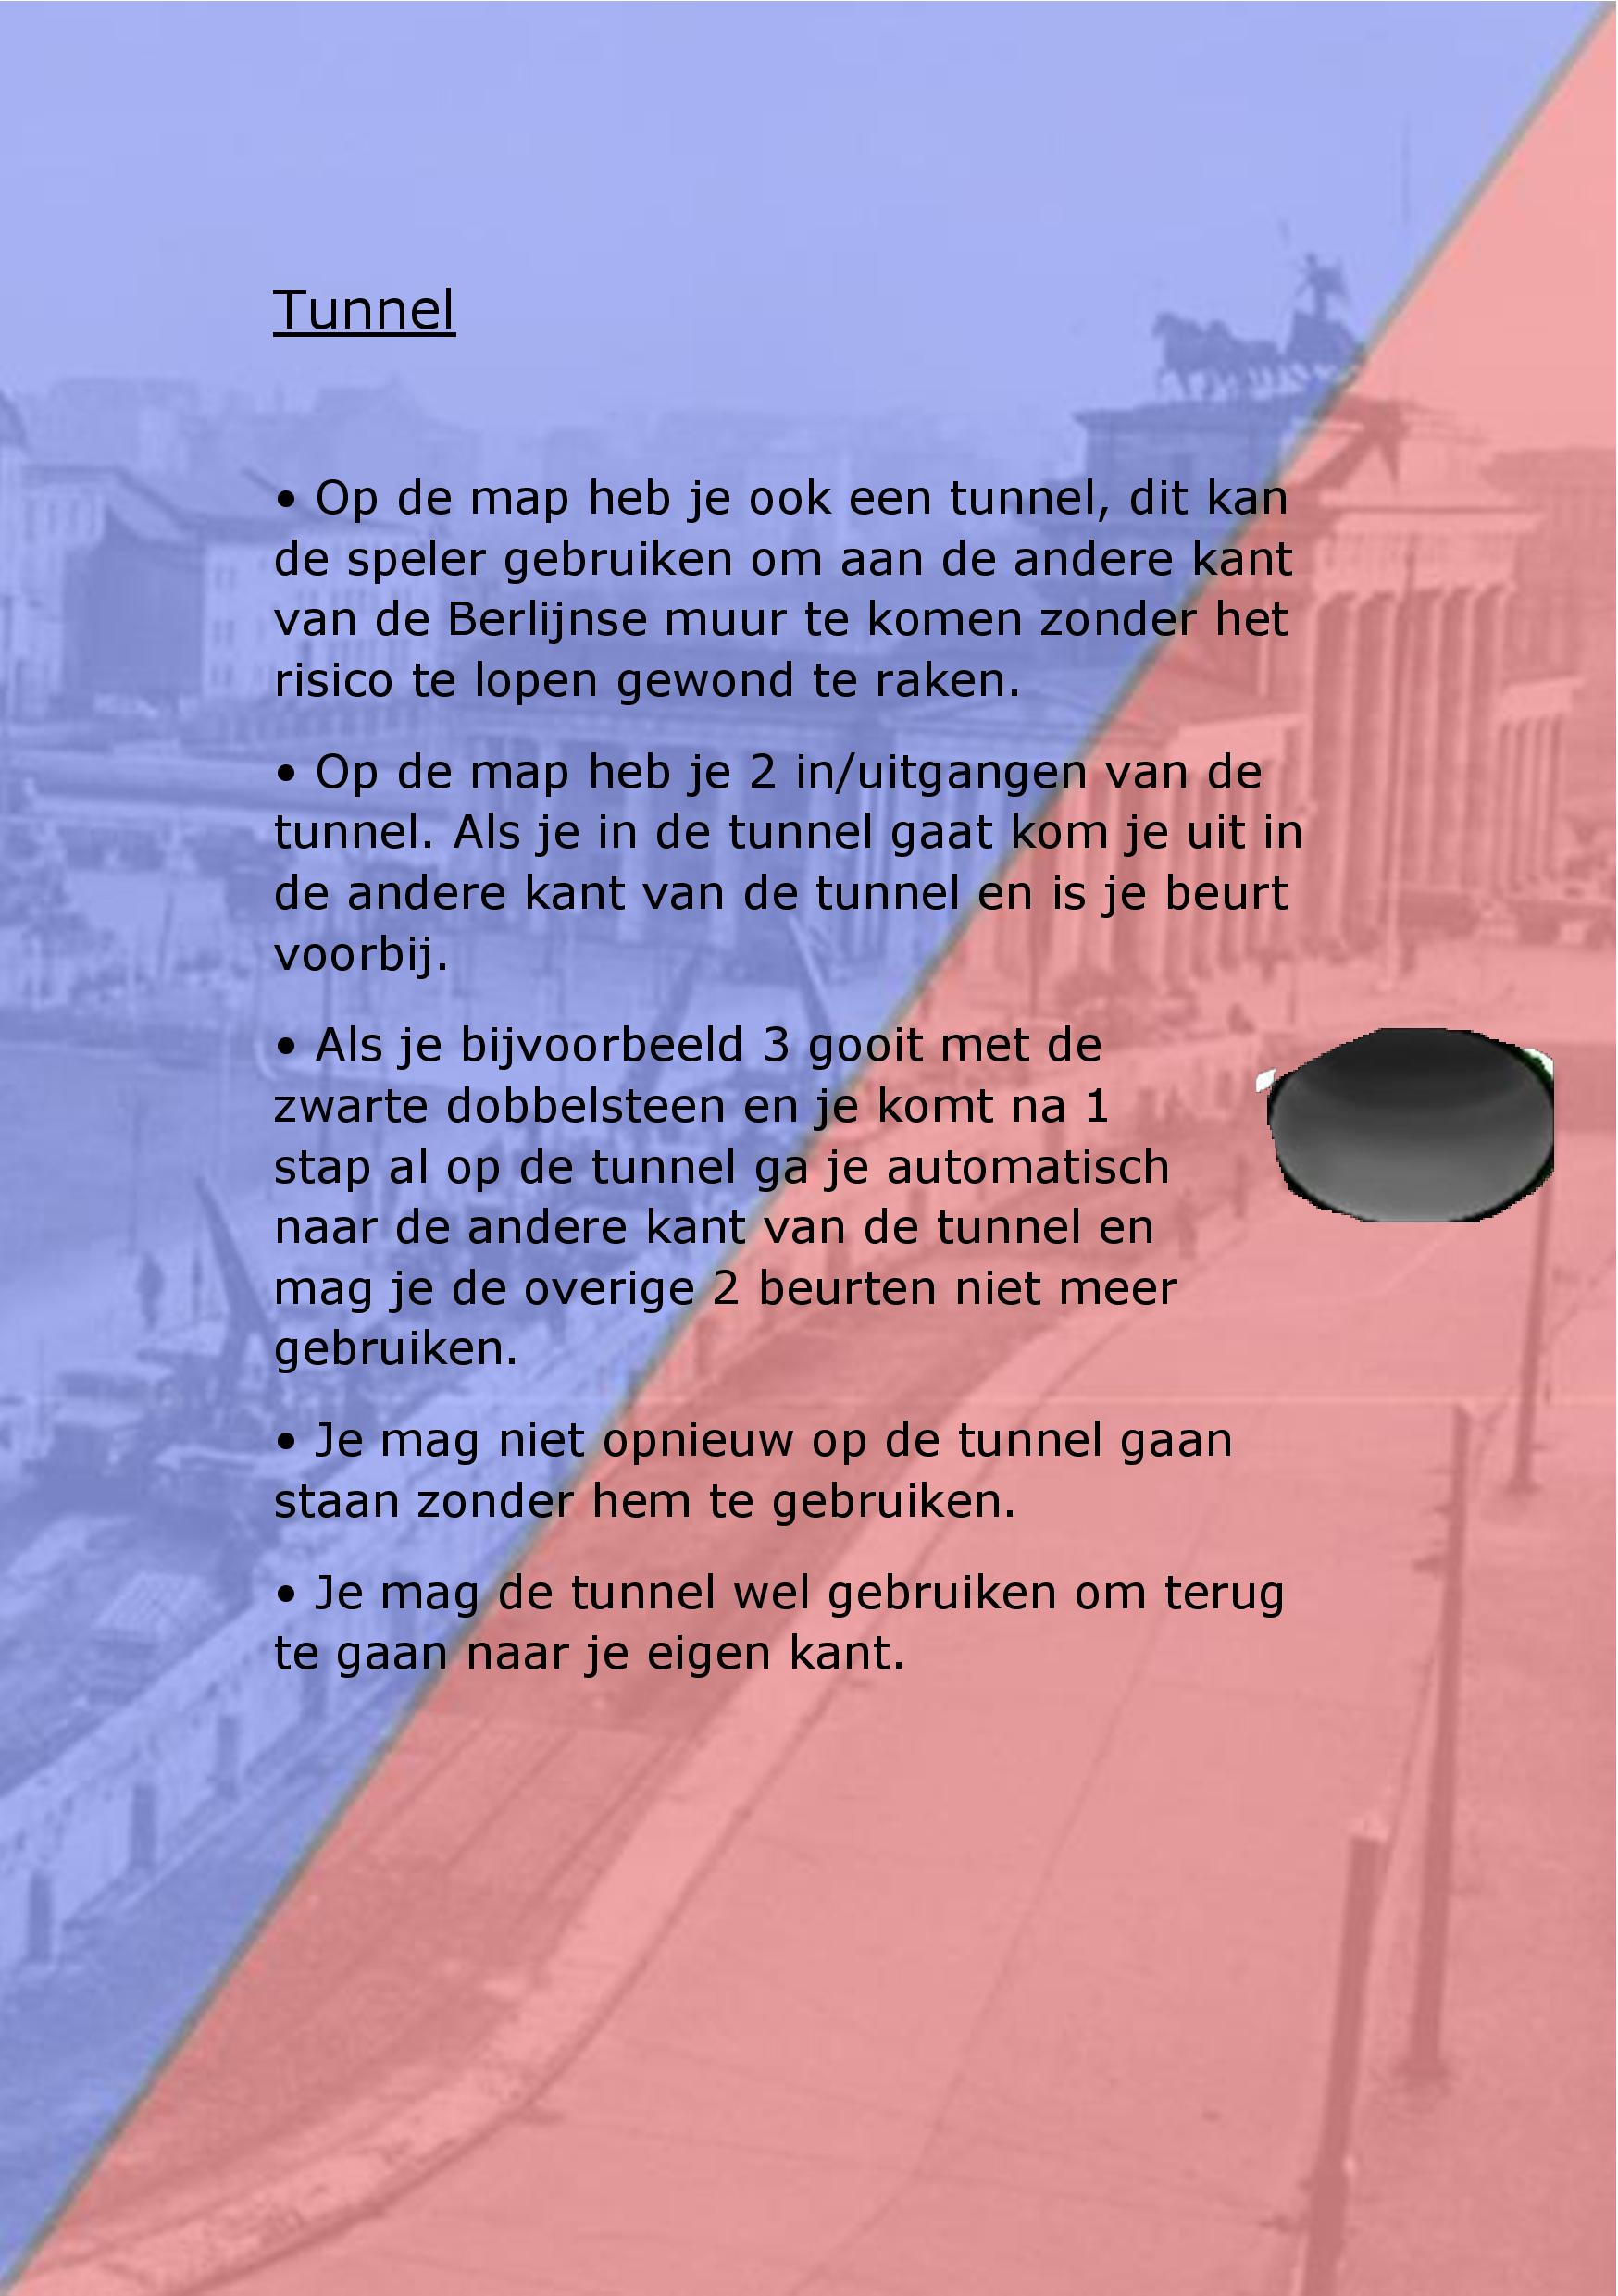 Tunnel
• Op de map heb je ook een tunnel, dit kan
de speler gebruiken om aan de andere kant
van de Berlijnse muur te komen zonder het
risico te lopen gewond te raken.
• Op de map heb je 2 in/uitgangen van de
tunnel. Als je in de tunnel gaat kom je uit in
de andere kant van de tunnel en is je beurt
voorbij.
• Als je bijvoorbeeld 3 gooit met de
zwarte dobbelsteen en je komt na 1
stap al op de tunnel ga je automatisch
naar de andere kant van de tunnel en
mag je de overige 2 beurten niet meer
gebruiken.
• Je mag niet opnieuw op de tunnel gaan
staan zonder hem te gebruiken.
• Je mag de tunnel wel gebruiken om terug
te gaan naar je eigen kant.